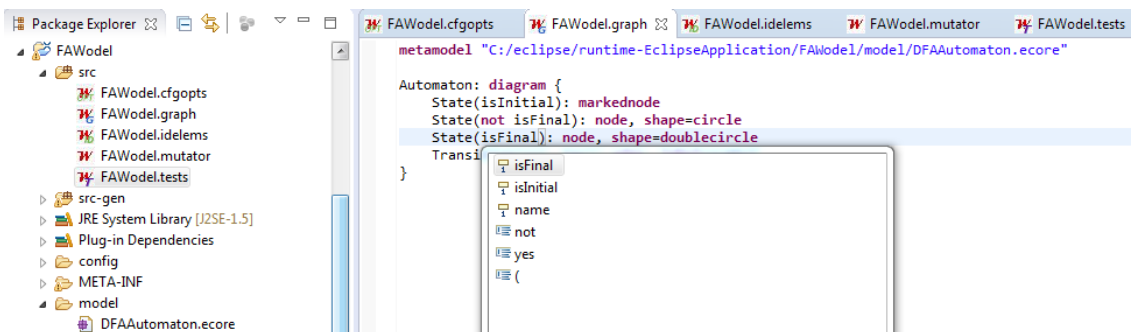 Package Explorer
FAWodel
src
FAWodel.cfgopts
FAWodel.graph
FAWodel.idelems
FAWodel.mutator
FAWodel.tests
src-gen
JRE System Library [J2SE-1.5]
Plug-in Dependencies
config
META-INF
model
DFAAutomaton.ecore
FAWodel.cfgopts FAWodel.graph FAWodel.idelems FAWodel.mutator FAWodel.tests
metamodel "C:/eclipse/runtime-EclipseApplication/FAWodel/model/DFAAutomaton.ecore"
Automaton: diagram {
State(isInitial): markednode
State(not isFinal): node, shape=circle
State(isFinal): node, shape=doublecircle
Transi
}
isFinal
isInitial
name
not
yes
(